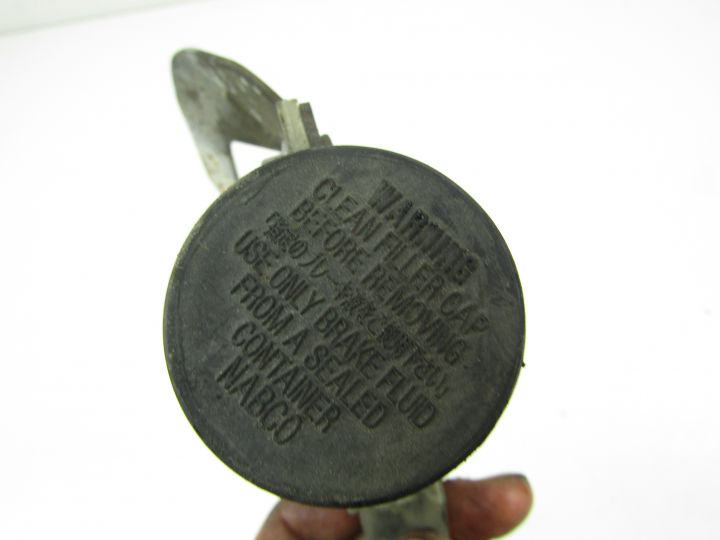 WARNING
CLEAN FILLER CAP
BEFORE REMOVING
USE ONLY BRAKE FLUID
FROM A SEALED
CONTAINER
NABCO